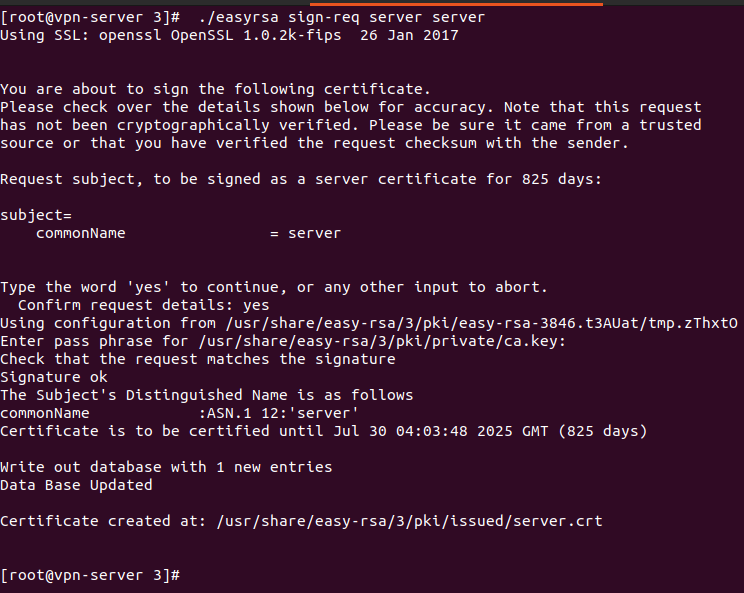 [root@vpn-server 3]#  ./easyrsa sign-req server server
Using SSL: openssl OpenSSL 1.0.2k-fips  26 Jan 2017
You are about to sign the following certificate.
Please check over the details shown below for accuracy. Note that this request
has not been cryptographically verified. Please be sure it came from a trusted
source or that you have verified the request checksum with the sender.
Request subject, to be signed as a server certificate for 825 days:
subject=
    commonName                = server
Type the word 'yes' to continue, or any other input to abort.
  Confirm request details: yes
Using configuration from /usr/share/easy-rsa/3/pki/easy-rsa-3846.t3AUat/tmp.zThxtO
Enter pass phrase for /usr/share/easy-rsa/3/pki/private/ca.key:
Check that the request matches the signature
Signature ok
The Subject's Distinguished Name is as follows
commonName            :ASN.1 12:'server'
Certificate is to be certified until Jul 30 04:03:48 2025 GMT (825 days)
Write out database with 1 new entries
Data Base Updated
Certificate created at: /usr/share/easy-rsa/3/pki/issued/server.crt
[root@vpn-server 3]#